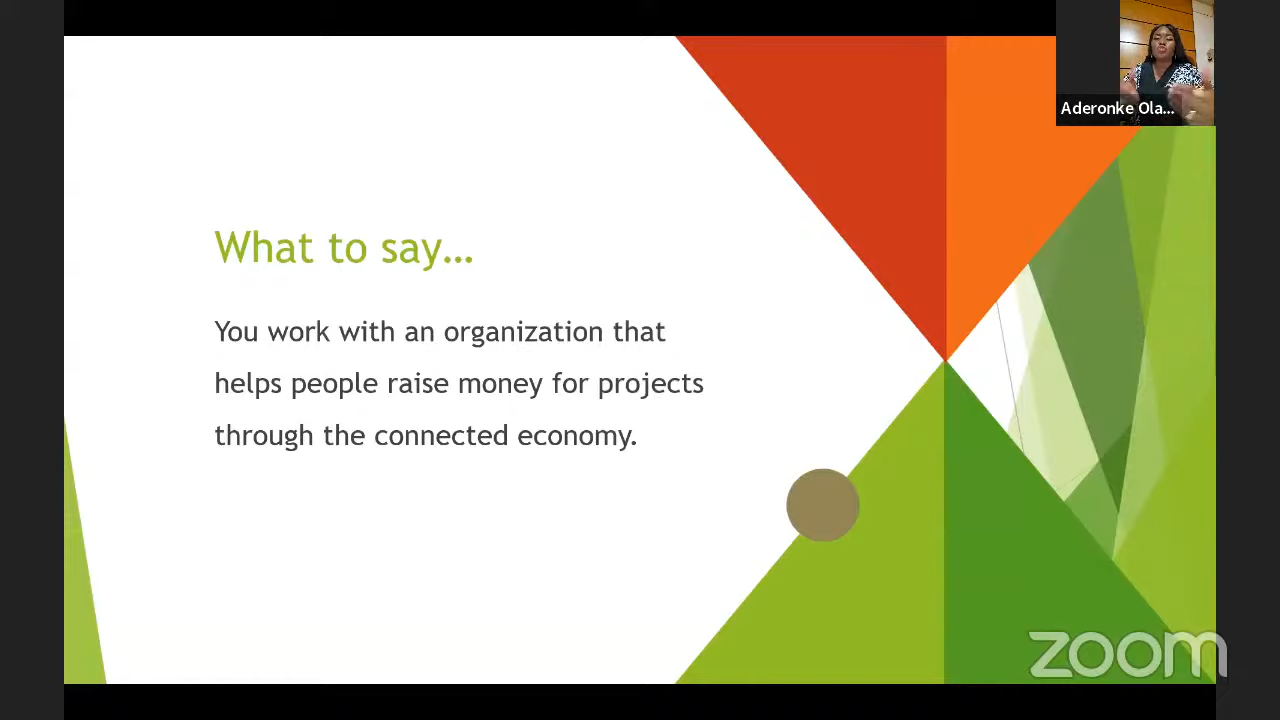 Aderonke Ola...
What to say...
You work with an organization that
helps people raise money for projects
through the connected economy.
zoom